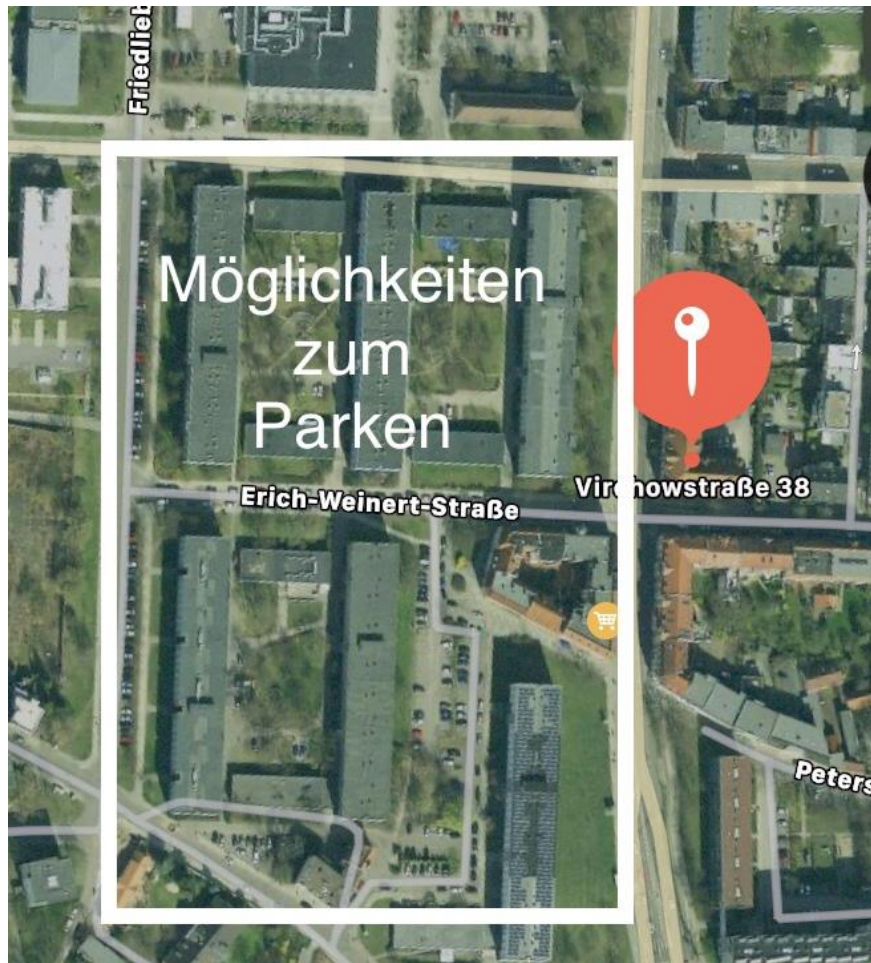 Friedlieb
Möglichkeiten
zum
Parken
Erich-Weinert-Straße
Virchowstraße 38
Peters